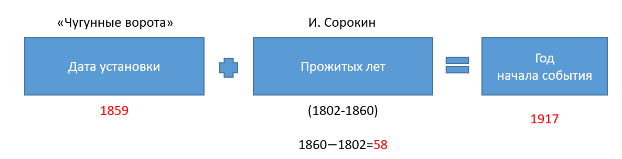 «Чугунные ворота»
И. Сорокин
Дата установки
Прожитых лет
Год
начала события
1859
(1802-1860)
1917
1860−1802=58